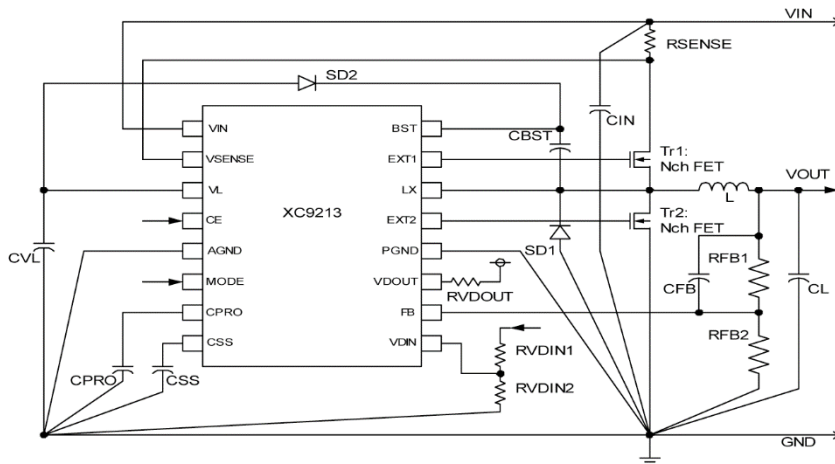 VIN
RSENSE
SD2
CIN
VIN
BST
CBST
VSENSE
EXT1
Tr1:
Nch FET
VL
LX
VOUT
XC9213
L
CE
EXT2
Tr2:
Nch FET
CVL
AGND
PGND
SD1
RFB1
MODE
VDOUT
RVDOUT
CFB
CL
CPRO
FB
CSS
VDIN
RVDIN1
RFB2
CPRO
CSS
RVDIN2
GND